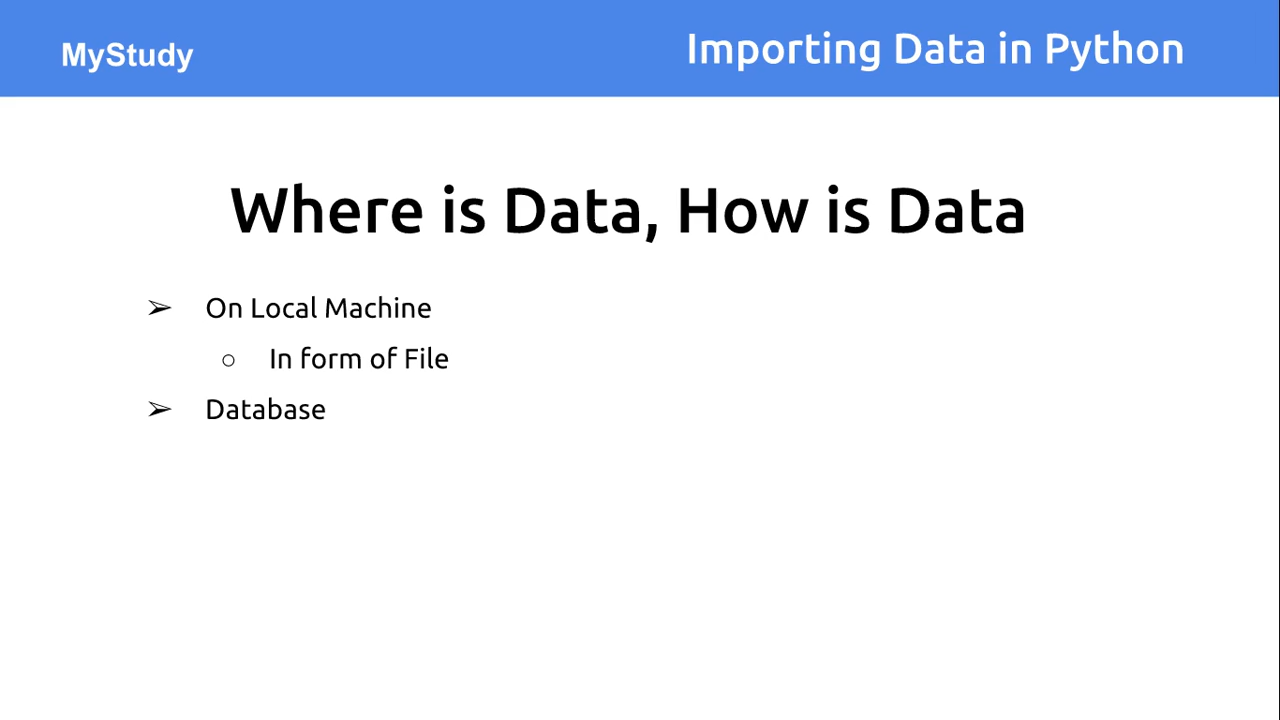 MyStudy
Importing Data in Python
Where is Data, How is Data
➢ On Local Machine
○ In form of File
➢ Database